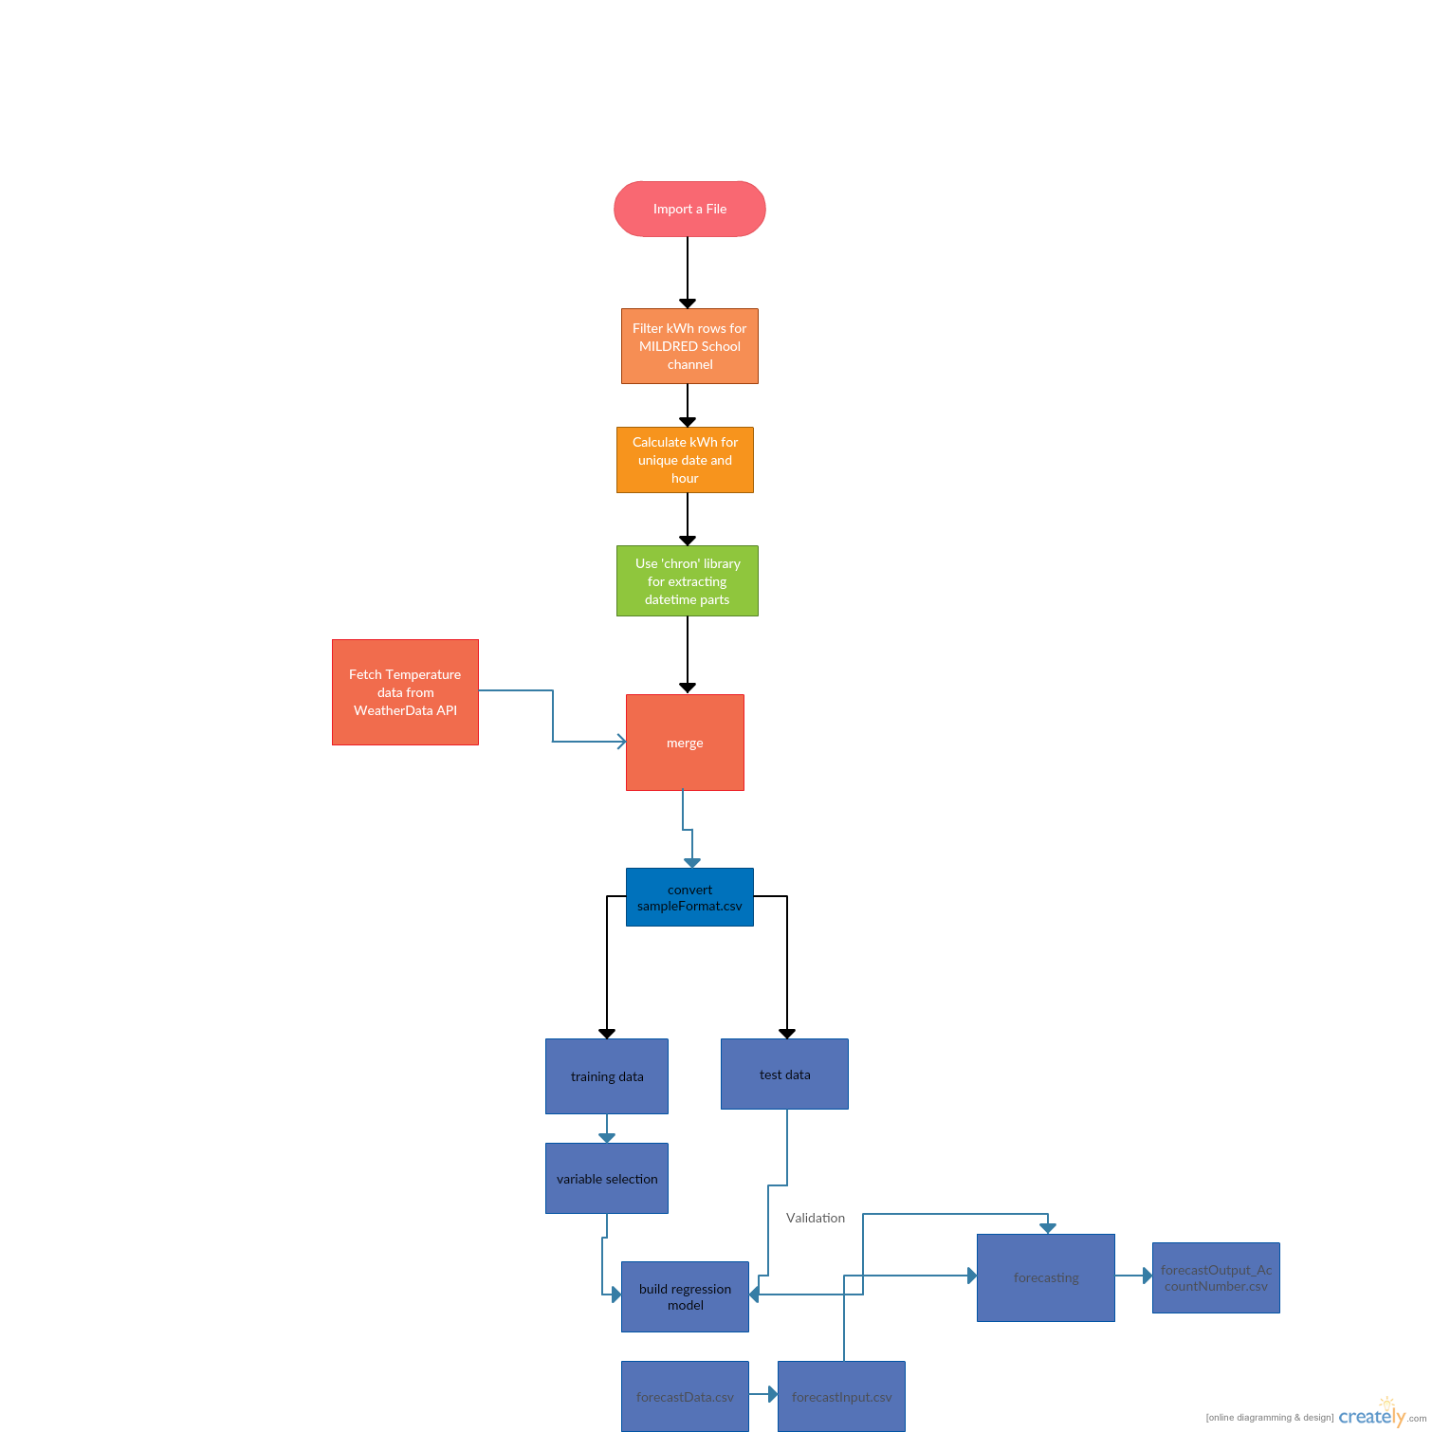 Import a File
Filter kWh rows for
MILDRED School
channel
Calculate kWh for
unique date and
hour
Use 'chron' library
for extracting
datetime parts
Fetch Temperature
data from
WeatherData API
merge
convert
sampleFormat.csv
training data
test data
variable selection
Validation
build regression
model
forecasting
forecastOutput_Ac
countNumber.csv
forecastData.csv
forecastInput.csv
[online diagramming & design] creately.com